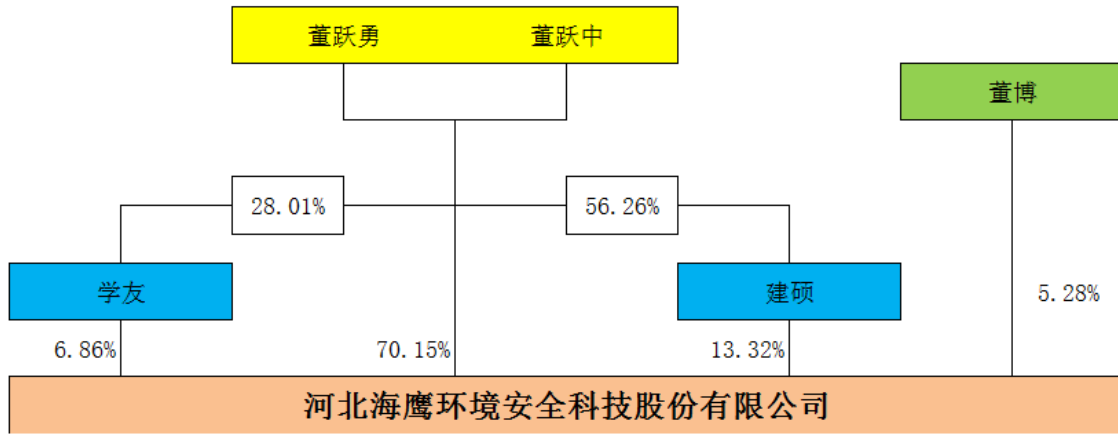 董跃勇 董跃中
董博
28.01% 56.26%
学友 建硕 5.28%
6.86% 70.15% 13.32%
河北海鹰环境安全科技股份有限公司